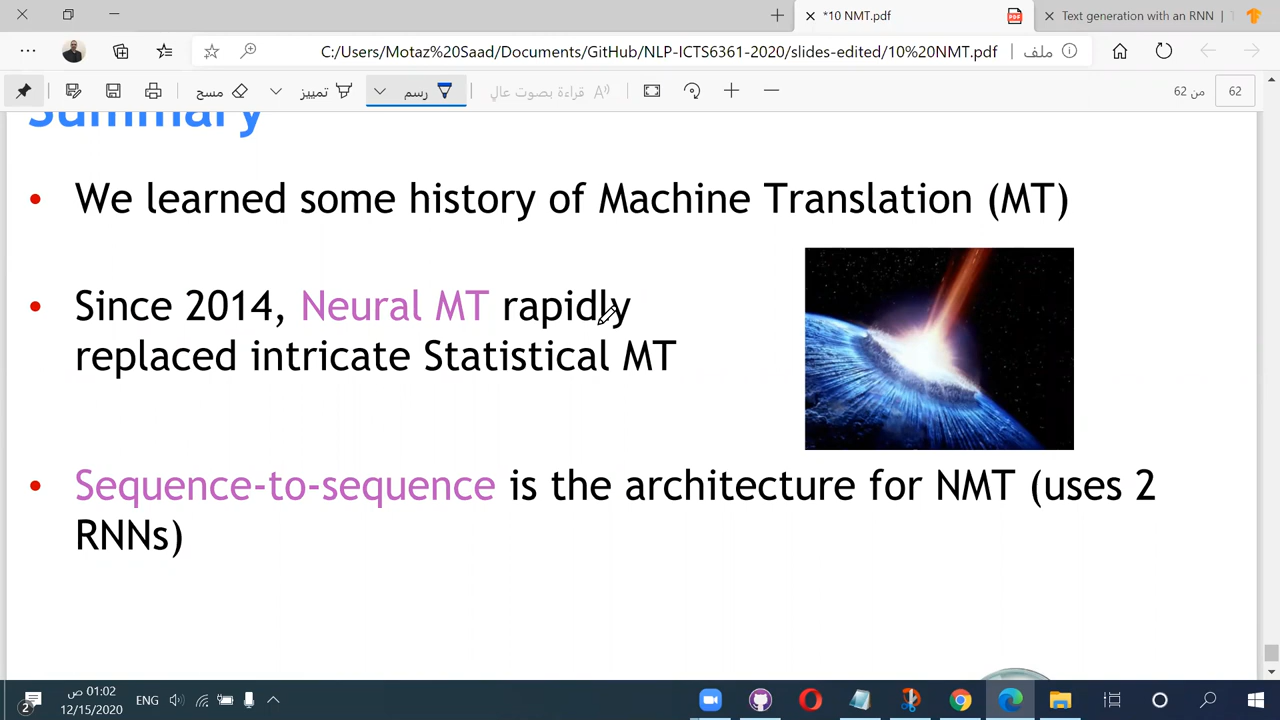 *10 NMT.pdf
Text generation with an RNN | T
C:/Users/Motaz%20Saad/Documents/GitHub/NLP-ICTS6361-2020/slides-edited/10%20NMT.pdf
ملف
مسح
تمييز
رسم
قراءة بصوت عالٍ
من 62
62
Summary
• We learned some history of Machine Translation (MT)
• Since 2014, Neural MT rapidly
replaced intricate Statistical MT
• Sequence-to-sequence is the architecture for NMT (uses 2
RNNs)
2
01:02 ص
12/15/2020
ENG